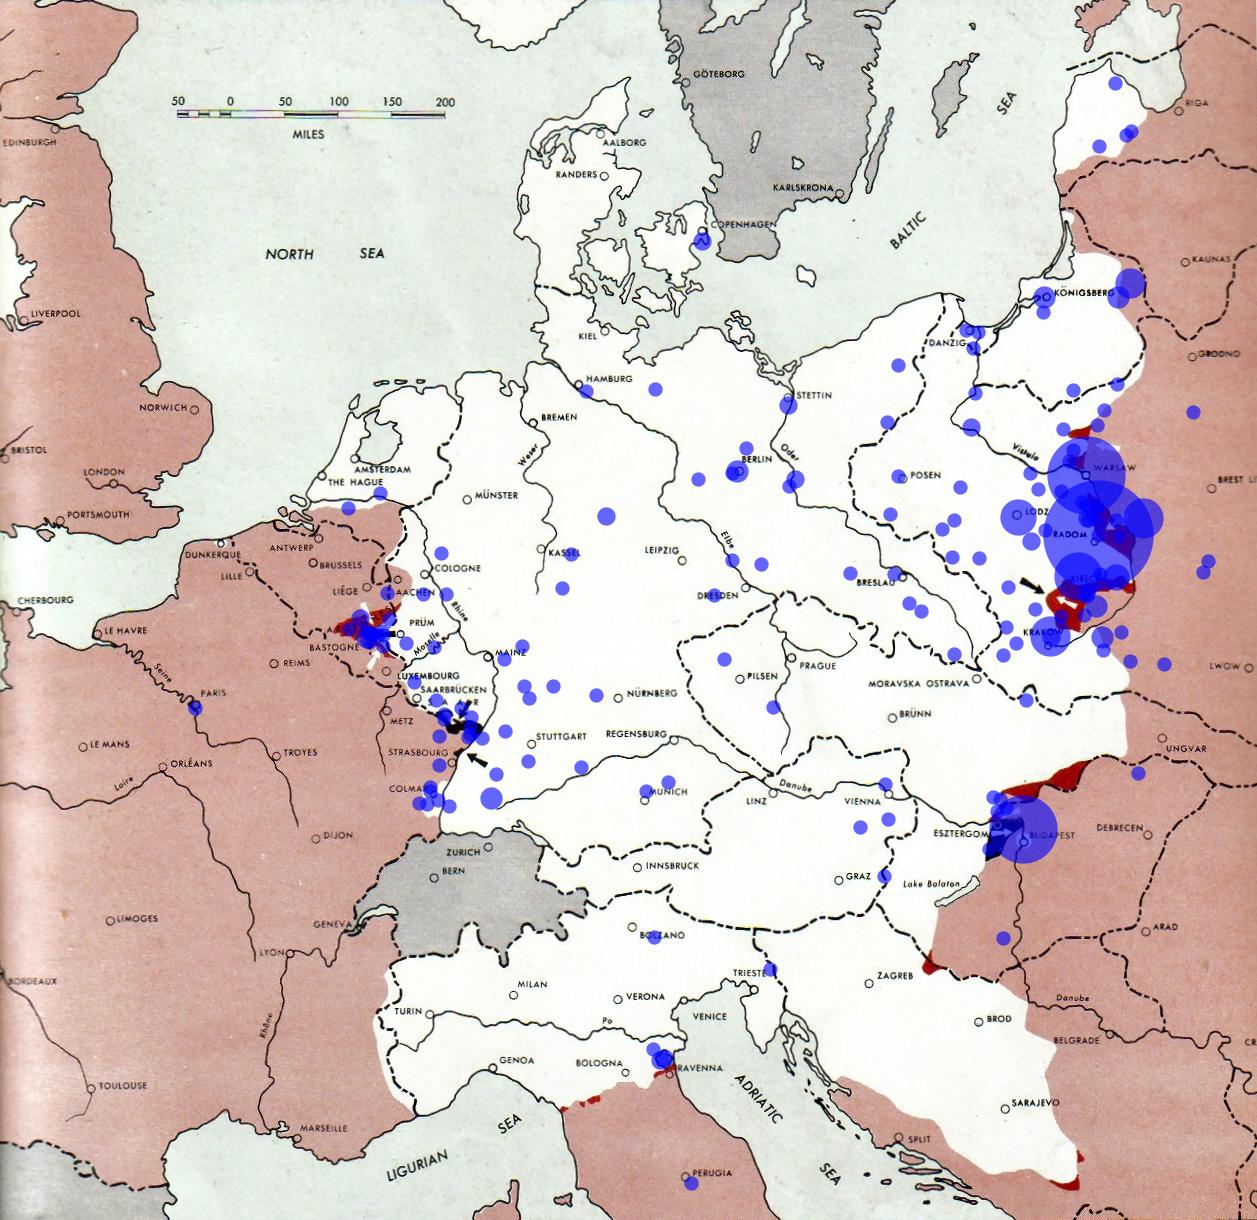 GÖTEBORG
50 0 50 100 150 200
MILES
SEA
RIGA
EDINBURGH
AALBORG
RANDERS
KARLSKRONA
COPENHAGEN
BALTIC
NORTH SEA
KAUNAS
KÖNIGSBERG
LIVERPOOL
KIEL
DANZIG
GRODNO
HAMBURG
STETTIN
NORWICH
BREMEN
BRISTOL
Weser
Oder
Vistula
BERLIN
WARSAW
LONDON
AMSTERDAM
THE HAGUE
POSEN
BREST LI
MÜNSTER
PORTSMOUTH
LODZ
RADOM
DUNKERQUE
ANTWERP
Elbe
KASSEL
LEIPZIG
BRUSSELS
LILLE
COLOGNE
BRESLAU
KIELCE
LIÉGE
AACHEN
DRESDEN
CHERBOURG
Rhine
LE HAVRE
PRÜM
KRAKOW
BASTOGNE
Moselle
MAINZ
REIMS
PRAGUE
LWOW
Seine
LUXEMBOURG
PILSEN
MORAVSKA OSTRAVA
SAARBRÜCKEN
PARIS
NÜRNBERG
METZ
BRÜNN
LE MANS
STUTTGART
REGENSBURG
UNGVAR
TROYES
STRASBOURG
ORLÉANS
Loire
COLMAR
MUNICH
Danube
LINZ
VIENNA
DIJON
ESZTERGOM
BUDAPEST
DEBRECEN
ZURICH
BERN
INNSBRUCK
GRAZ
Lake Balaton
LIMOGES
GENEVA
ARAD
BOLZANO
LYON
TRIESTE
ZAGREB
BORDEAUX
MILAN
VERONA
Danube
TURIN
Po
VENICE
BROD
Rhône
BELGRADE
CR
GENOA
BOLOGNA
RAVENNA
TOULOUSE
ADRIATIC
SARAJEVO
MARSEILLE
SEA
SPLIT
LIGURIAN
PERUGIA
SEA